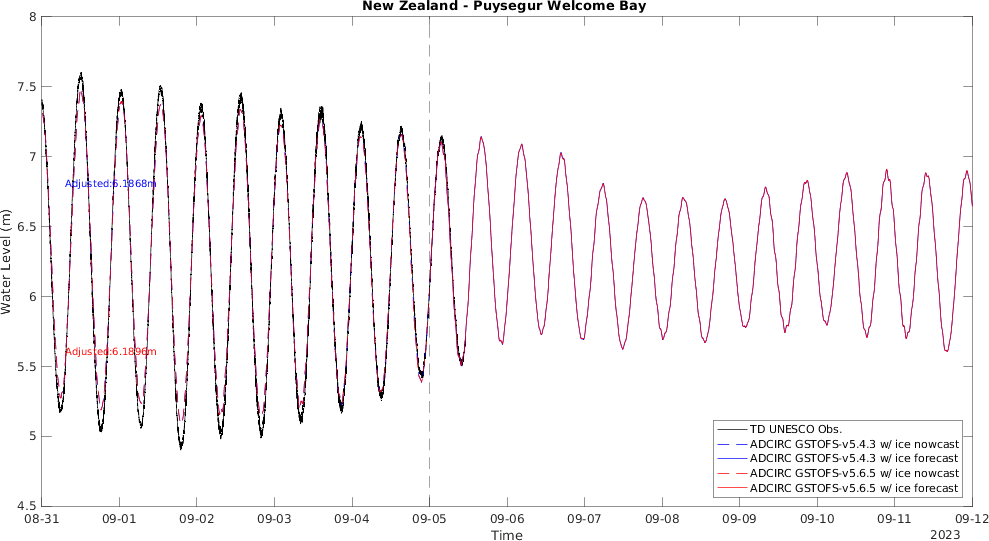 New Zealand - Puysegur Welcome Bay
8
7.5
7
6.5
6
5.5
5
4.5
Water Level (m)
Adjusted:6.1868m
Adjusted:6.1896m
TD UNESCO Obs.
ADCIRC GSTOFS-v5.4.3 w/ ice nowcast
ADCIRC GSTOFS-v5.4.3 w/ ice forecast
ADCIRC GSTOFS-v5.6.5 w/ ice nowcast
ADCIRC GSTOFS-v5.6.5 w/ ice forecast
08-31 09-01 09-02 09-03 09-04 09-05 09-06 09-07 09-08 09-09 09-10 09-11 09-12
Time
2023